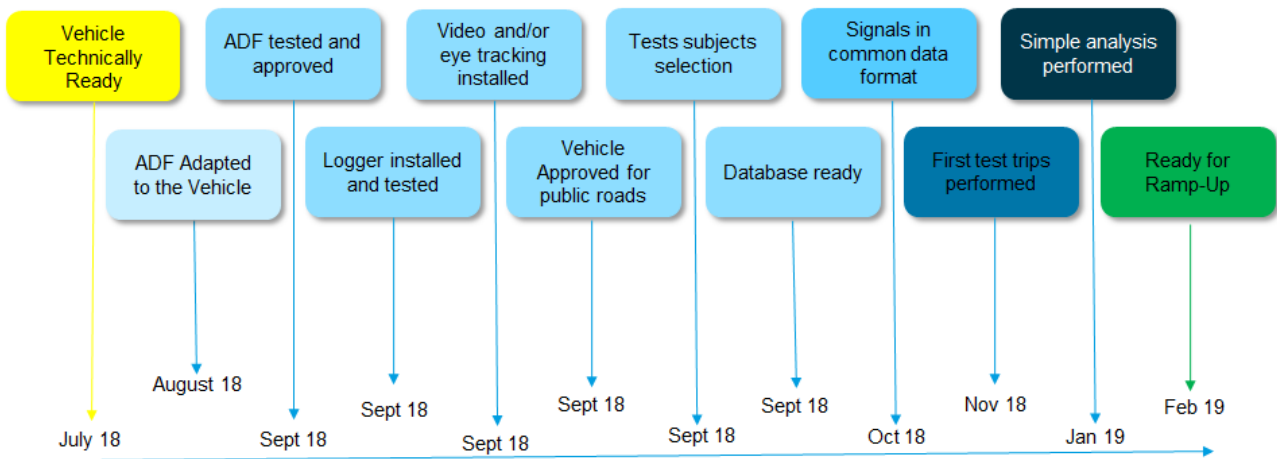 Vehicle
Technically
Ready
ADF tested and
approved
Video and/or
eye tracking
installed
Tests subjects
selection
Signals in
common data
format
Simple analysis
performed
ADF Adapted
to the Vehicle
Logger installed
and tested
Vehicle
Approved for
public roads
Database ready
First test trips
performed
Ready for
Ramp-Up
July 18
August 18
Sept 18
Sept 18
Sept 18
Sept 18
Sept 18
Sept 18
Oct 18
Nov 18
Jan 19
Feb 19